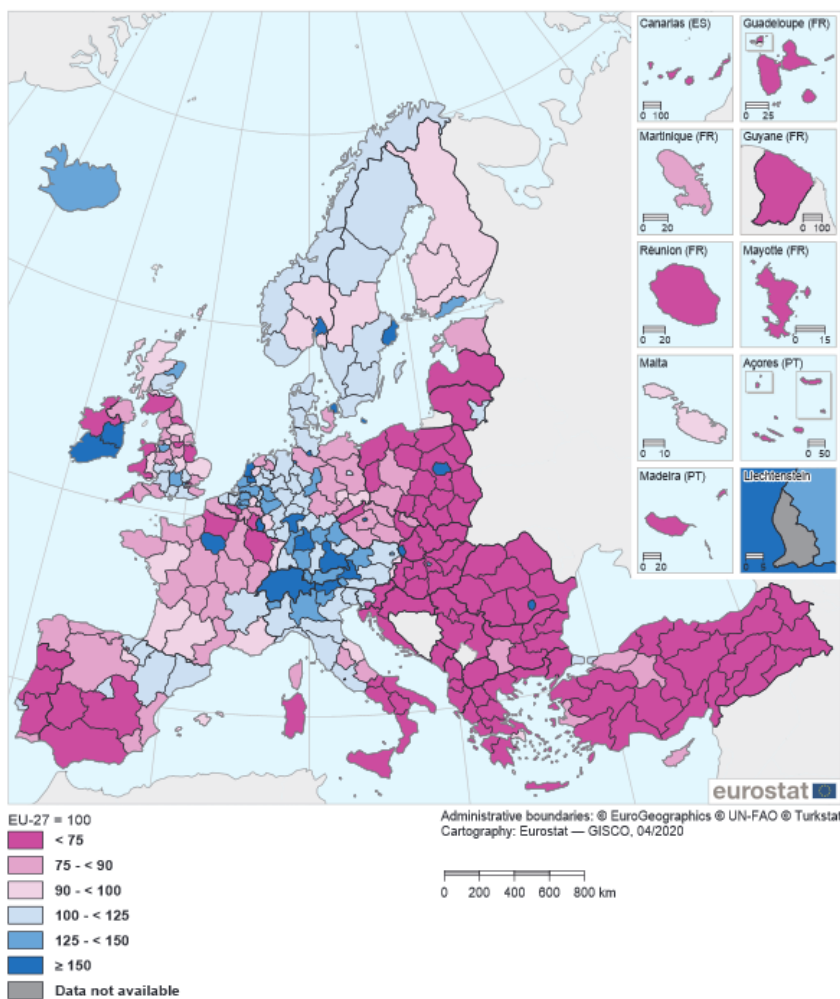 Canarias (ES)
0 100
Guadeloupe (FR)
0 25
Martinique (FR)
0 20
Guyane (FR)
0 100
Réunion (FR)
0 20
Mayotte (FR)
0 15
Malta
0 10
Açores (PT)
0 50
Madeira (PT)
0 20
Liechtenstein
0 5
eurostat
EU-27 = 100
< 75
75 - < 90
90 - < 100
100 - < 125
125 - < 150
≥ 150
Data not available
Administrative boundaries: © EuroGeographics © UN-FAO © Turkstat
Cartography: Eurostat — GISCO, 04/2020
0 200 400 600 800 km